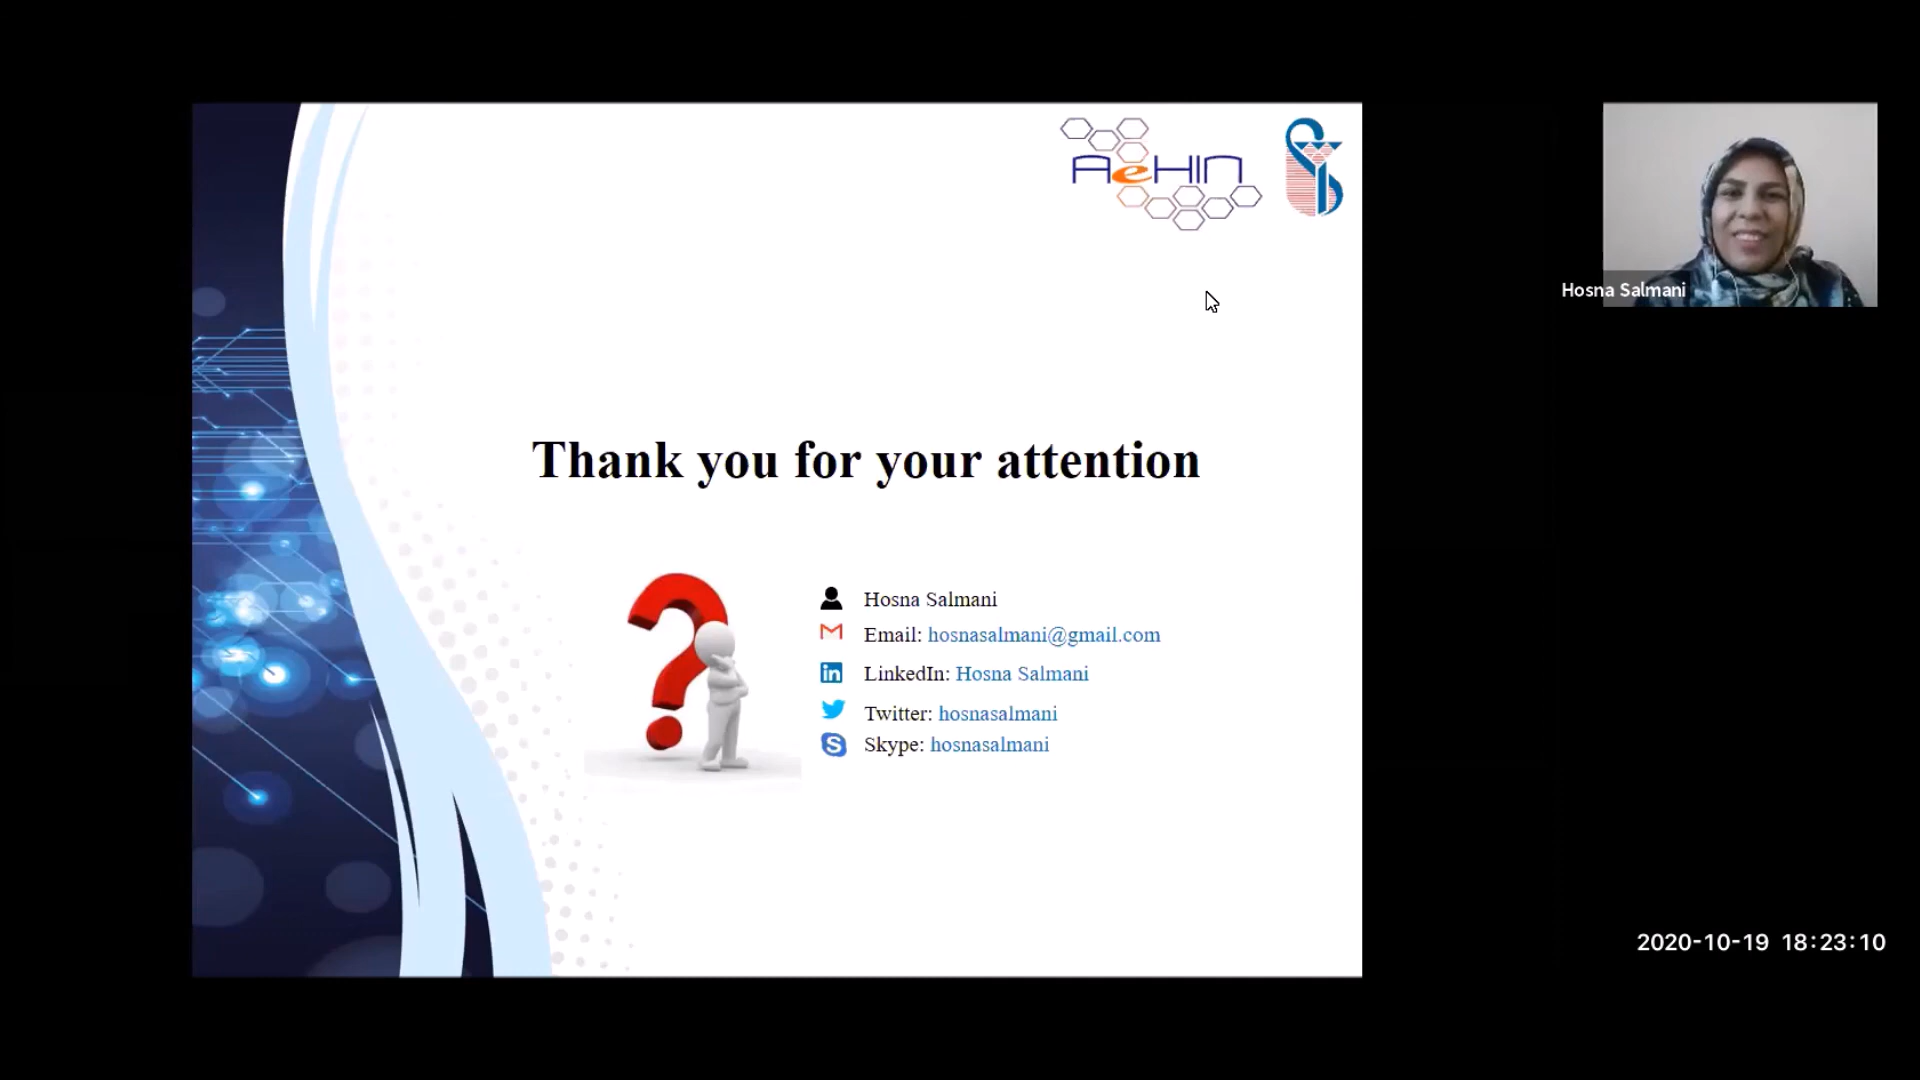 AeHIN
Hosna Salmani
Thank you for your attention
Hosna Salmani
Email: hosnasalmani@gmail.com
LinkedIn: Hosna Salmani
Twitter: hosnasalmani
Skype: hosnasalmani
2020-10-19 18:23:10